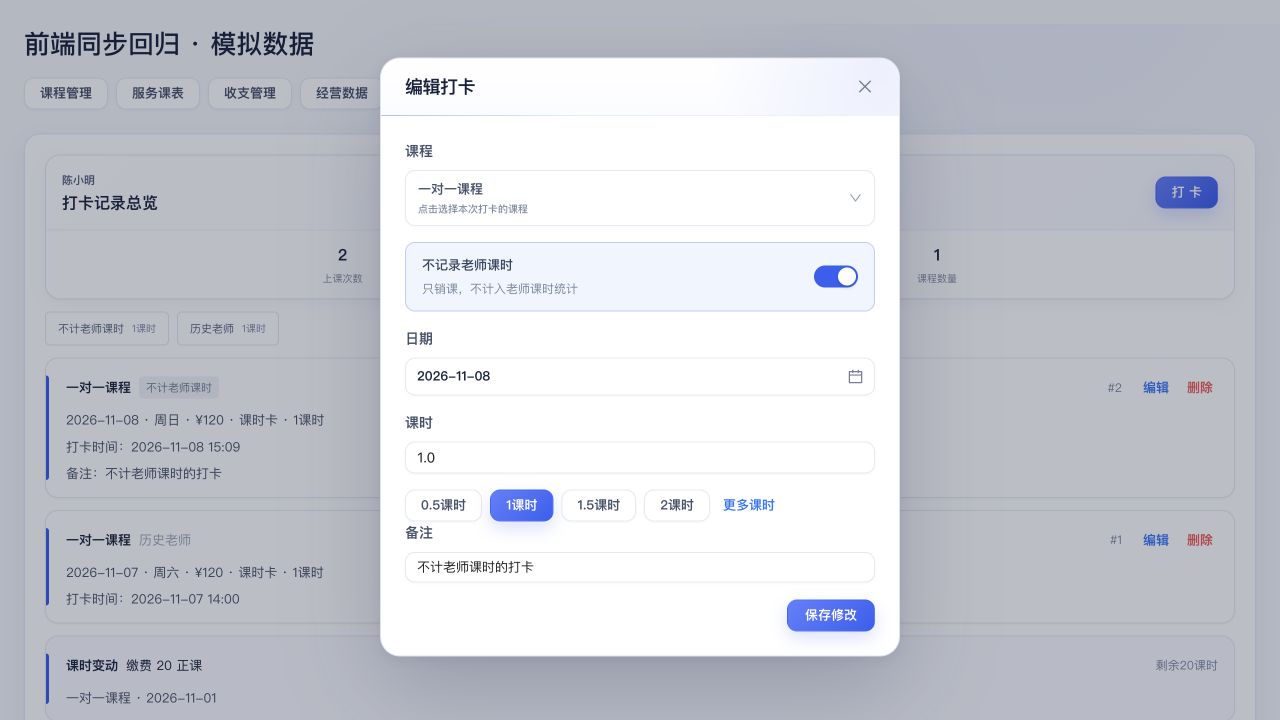 前端同步回归 · 模拟数据
课程管理
服务课表
收支管理
经营数据
陈小明
打卡记录总览
打 卡
2
上课次数
1
课程数量
不计老师课时 1课时
历史老师 1课时
一对一课程 不计老师课时
#2 编辑 删除
2026-11-08 · 周日 · ¥120 · 课时卡 · 1课时
打卡时间：2026-11-08 15:09
备注：不计老师课时的打卡
一对一课程 历史老师
#1 编辑 删除
2026-11-07 · 周六 · ¥120 · 课时卡 · 1课时
打卡时间：2026-11-07 14:00
课时变动 缴费 20 正课
剩余20课时
一对一课程 · 2026-11-01
编辑打卡
课程
一对一课程
点击选择本次打卡的课程
不记录老师课时
只销课，不计入老师课时统计
日期
2026-11-08
课时
1.0
0.5课时
1课时
1.5课时
2课时
更多课时
备注
不计老师课时的打卡
保存修改